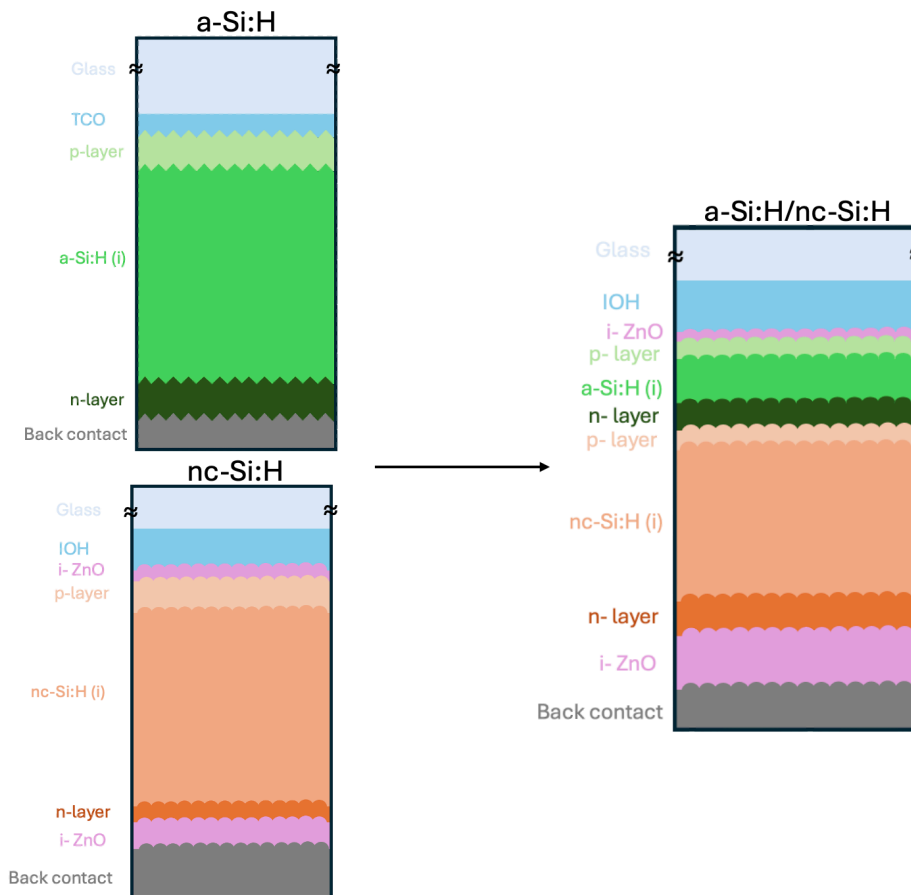 a-Si:H
Glass
TCO
p-layer
a-Si:H (i)
n-layer
Back contact
nc-Si:H
Glass
IOH
i- ZnO
p-layer
nc-Si:H (i)
n-layer
i- ZnO
Back contact
a-Si:H/nc-Si:H
Glass
IOH
i- ZnO
p- layer
a-Si:H (i)
n- layer
p- layer
nc-Si:H (i)
n- layer
i- ZnO
Back contact